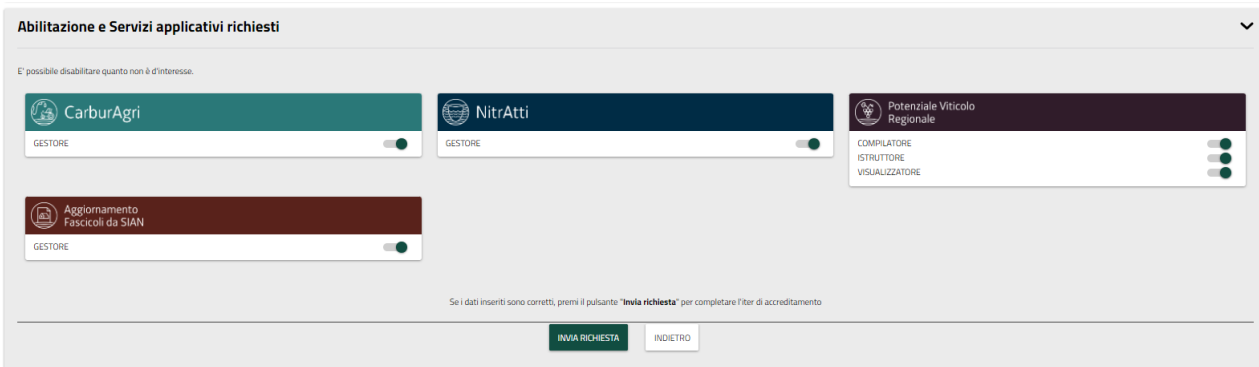 Abilitazione e Servizi applicativi richiesti
E' possibile disabilitare quanto non è d'interesse.
CarburAgri
GESTORE
NitrAtti
GESTORE
Potenziale Viticolo
Regionale
COMPILATORE
ISTRUTTORE
VISUALIZZATORE
Aggiornamento
Fascicoli da SIAN
GESTORE
Se i dati inseriti sono corretti, premi il pulsante "Invia richiesta" per completare l'iter di accreditamento
INVIA RICHIESTA
INDIETRO